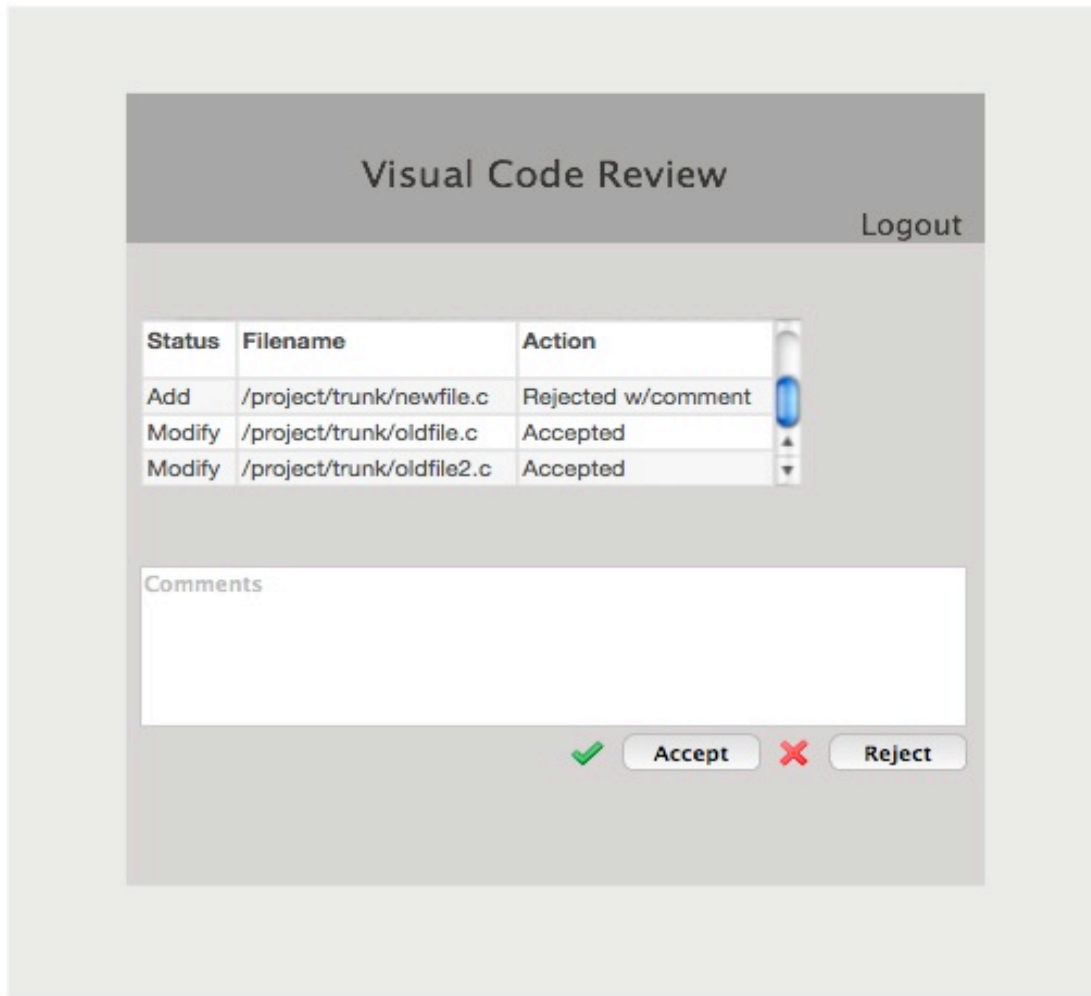 Visual Code Review
Logout
Status Filename Action
Add /project/trunk/newfile.c Rejected w/comment
Modify /project/trunk/oldfile.c Accepted
Modify /project/trunk/oldfile2.c Accepted
Comments
Accept Reject